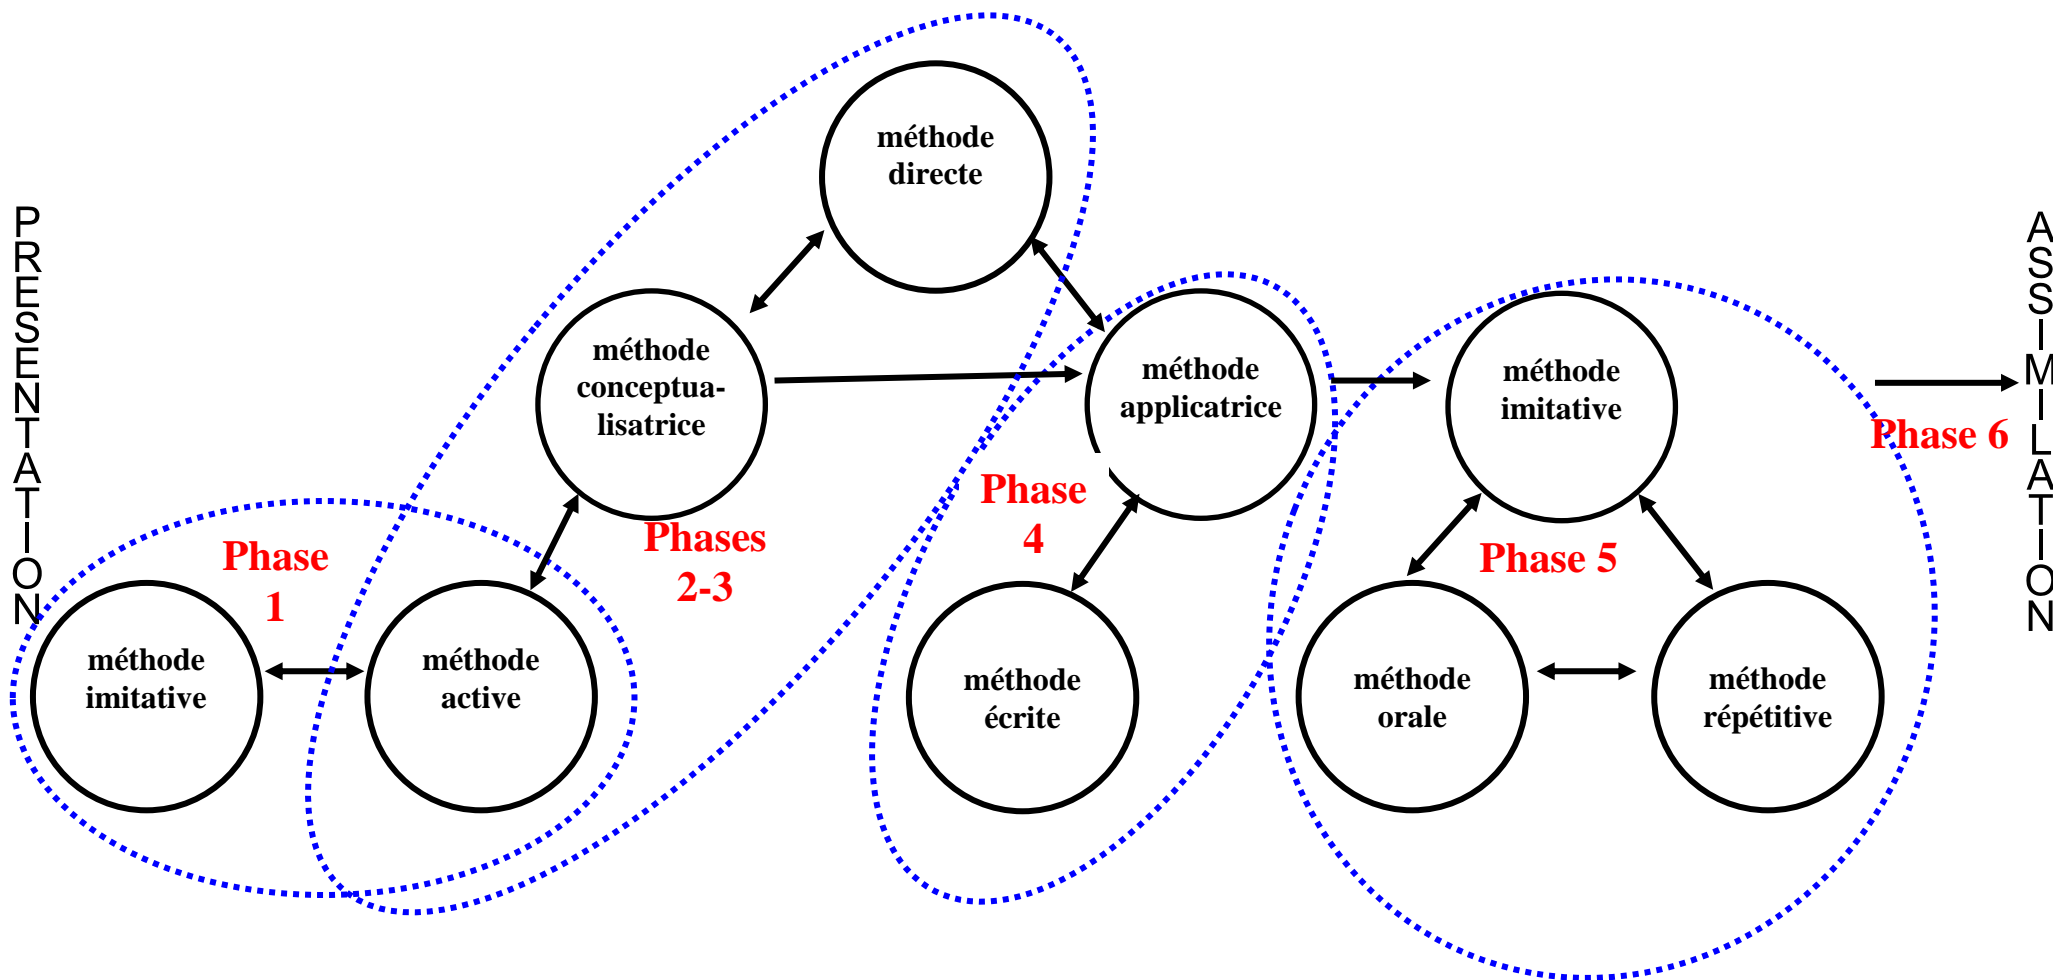 PRESENTATION
méthode
directe
méthode
conceptua-
lisatrice
méthode
applicatrice
méthode
imitative
Phase 6
Phase
4
Phases
2-3
Phase 5
Phase
1
méthode
imitative
méthode
active
méthode
écrite
méthode
orale
méthode
répétitive
ASSIMILATION